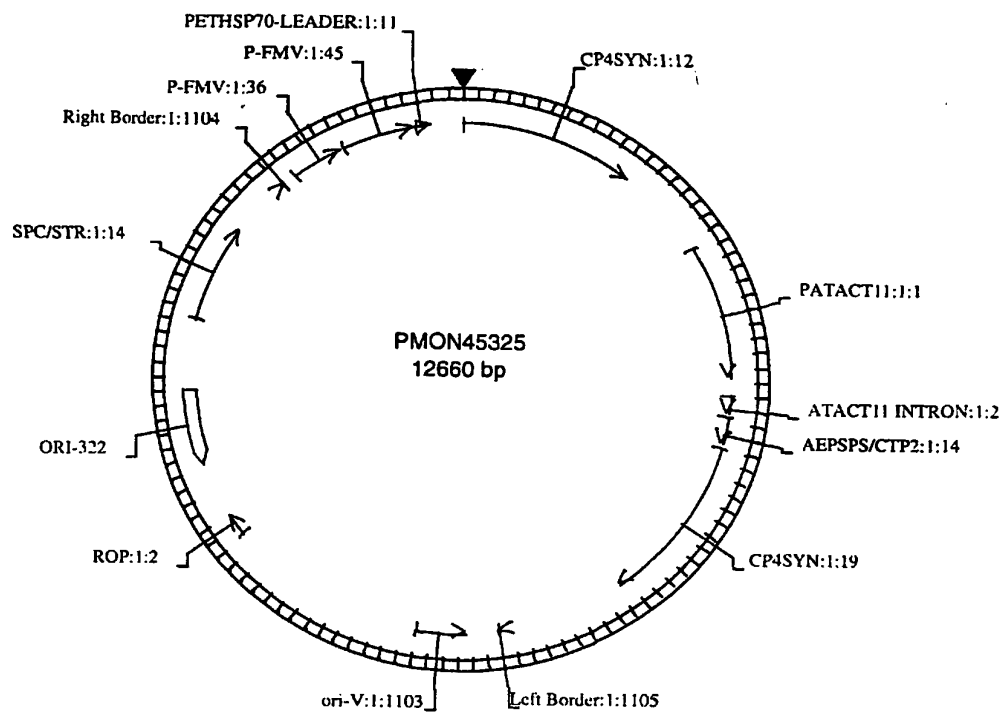 PETHSP70-LEADER:1:11
P-FMV:1:45
CP4SYN:1:12
P-FMV:1:36
Right Border:1:1104
SPC/STR:1:14
PATACT11:1:1
PMON45325
12660 bp
ATACT11 INTRON:1:2
AEPSPS/CTP2:1:14
ORI-322
ROP:1:2
CP4SYN:1:19
ori-V:1:1103
Left Border:1:1105